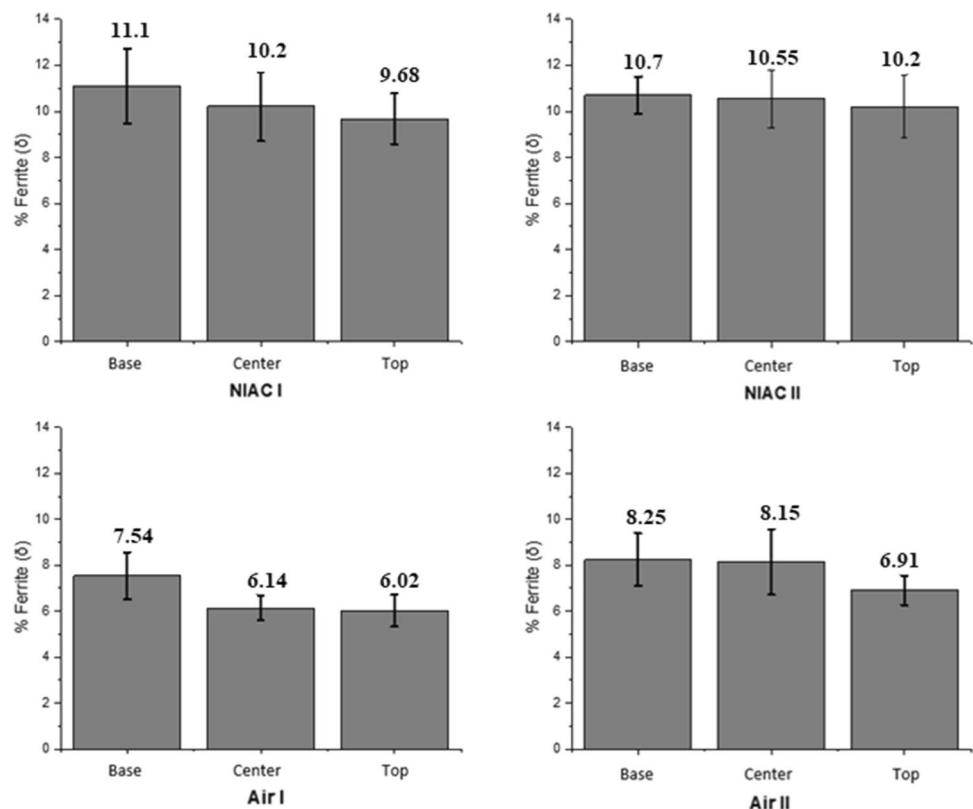 14
12
10
8
6
4
2
0
% Ferrite (δ)
11.1
10.2
9.68
Base
Center
Top
NIAC I
14
12
10
8
6
4
2
0
% Ferrite (δ)
10.7
10.55
10.2
Base
Center
Top
NIAC II
14
12
10
8
6
4
2
0
% Ferrite (δ)
7.54
6.14
6.02
Base
Center
Top
Air I
14
12
10
8
6
4
2
0
% Ferrite (δ)
8.25
8.15
6.91
Base
Center
Top
Air II